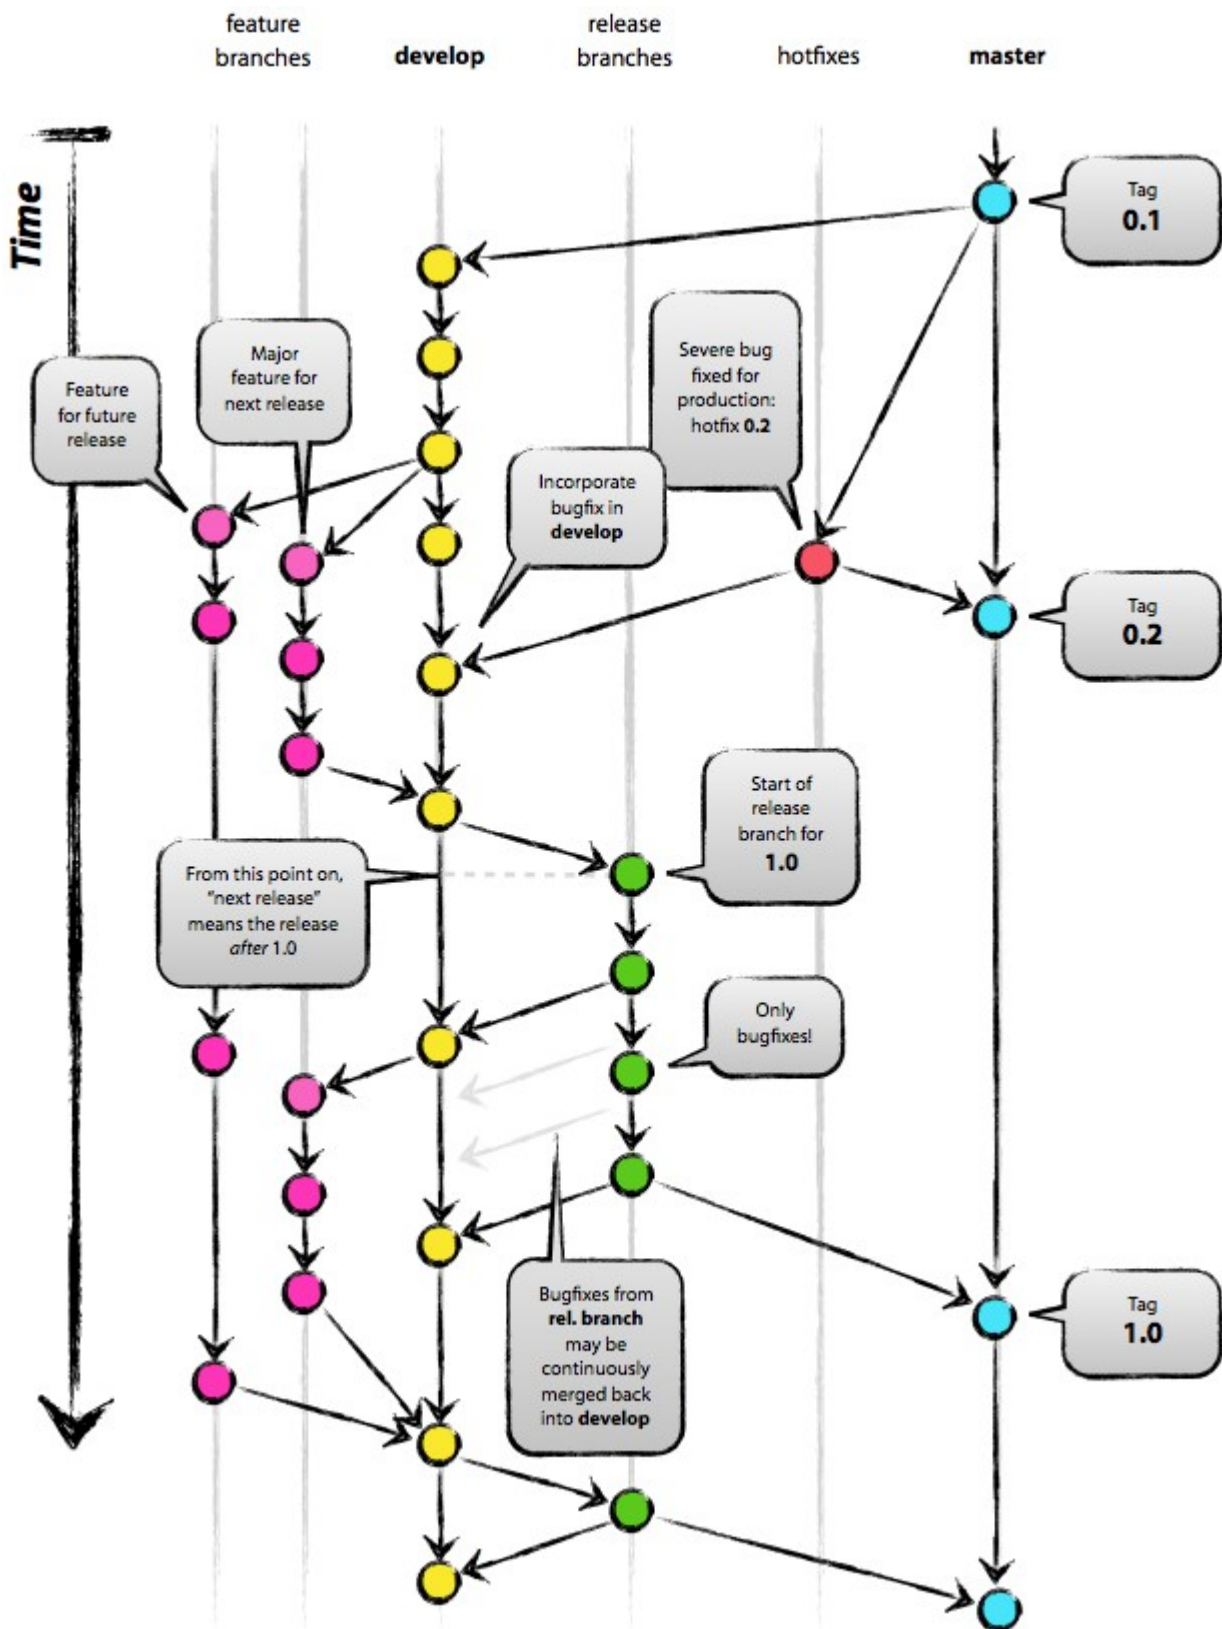 feature
branches
develop
release
branches
hotfixes
master
Time
Tag
0.1
Major
feature for
next release
Feature
for future
release
Severe bug
fixed for
production:
hotfix 0.2
Incorporate
bugfix in
develop
Tag
0.2
Start of
release
branch for
1.0
From this point on,
“next release”
means the release
after 1.0
Only
bugfixes!
Bugfixes from
rel. branch
may be
continuously
merged back
into develop
Tag
1.0